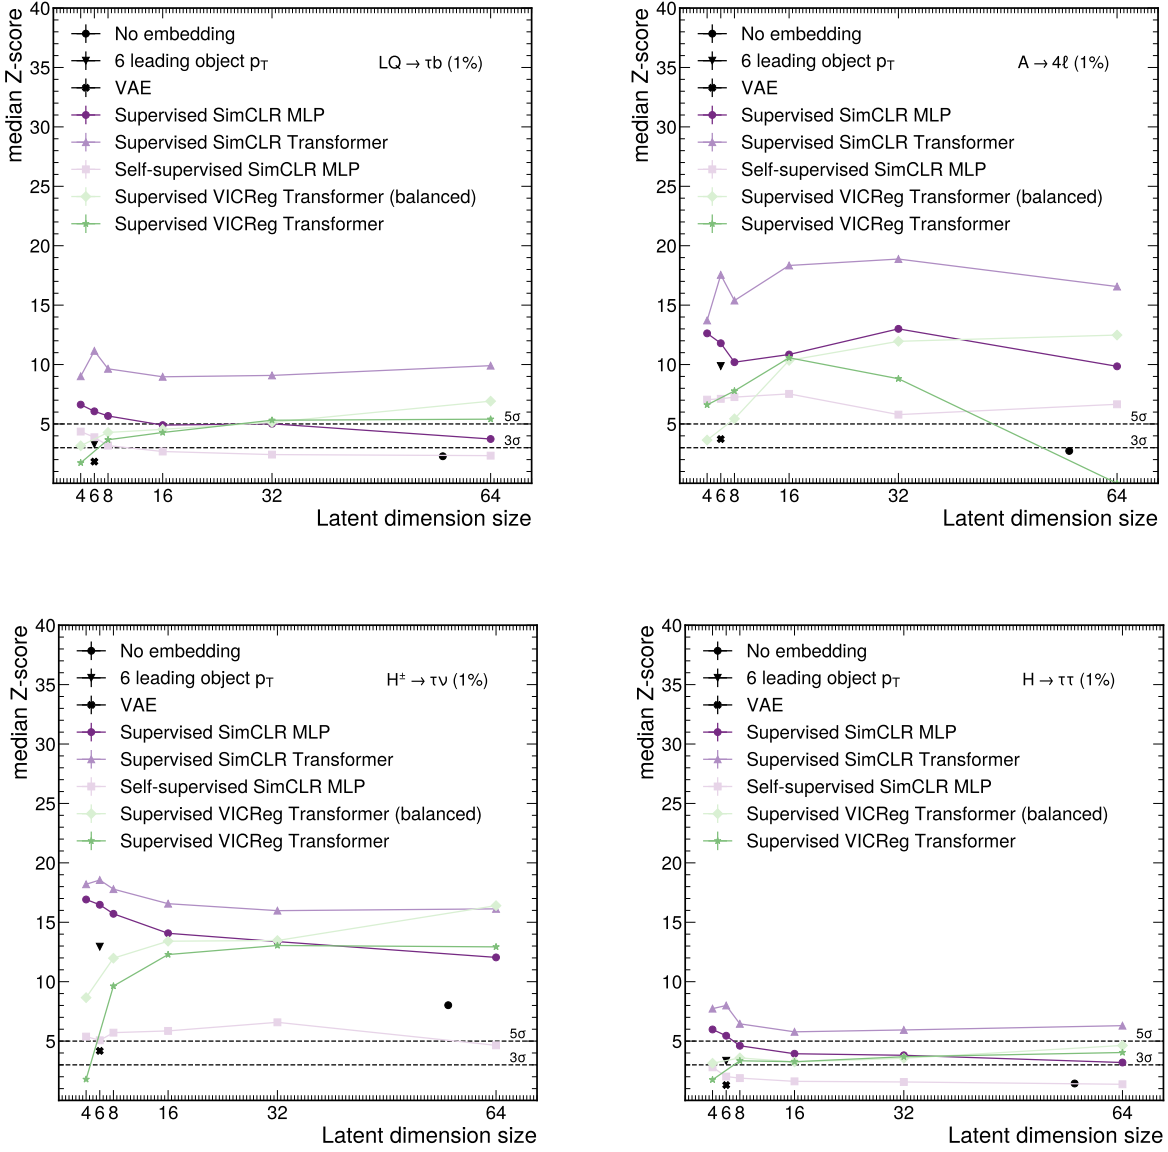 40
35
30
25
20
15
10
5
median Z-score
No embedding
6 leading object pT
VAE
Supervised SimCLR MLP
Supervised SimCLR Transformer
Self-supervised SimCLR MLP
Supervised VICReg Transformer (balanced)
Supervised VICReg Transformer
LQ → τb (1%)
5σ
3σ
4 6 8 16 32 64
Latent dimension size
40
35
30
25
20
15
10
5
median Z-score
No embedding
6 leading object pT
VAE
Supervised SimCLR MLP
Supervised SimCLR Transformer
Self-supervised SimCLR MLP
Supervised VICReg Transformer (balanced)
Supervised VICReg Transformer
A → 4ℓ (1%)
5σ
3σ
4 6 8 16 32 64
Latent dimension size
40
35
30
25
20
15
10
5
median Z-score
No embedding
6 leading object pT
VAE
Supervised SimCLR MLP
Supervised SimCLR Transformer
Self-supervised SimCLR MLP
Supervised VICReg Transformer (balanced)
Supervised VICReg Transformer
H± → τν (1%)
5σ
3σ
4 6 8 16 32 64
Latent dimension size
40
35
30
25
20
15
10
5
median Z-score
No embedding
6 leading object pT
VAE
Supervised SimCLR MLP
Supervised SimCLR Transformer
Self-supervised SimCLR MLP
Supervised VICReg Transformer (balanced)
Supervised VICReg Transformer
H → ττ (1%)
5σ
3σ
4 6 8 16 32 64
Latent dimension size